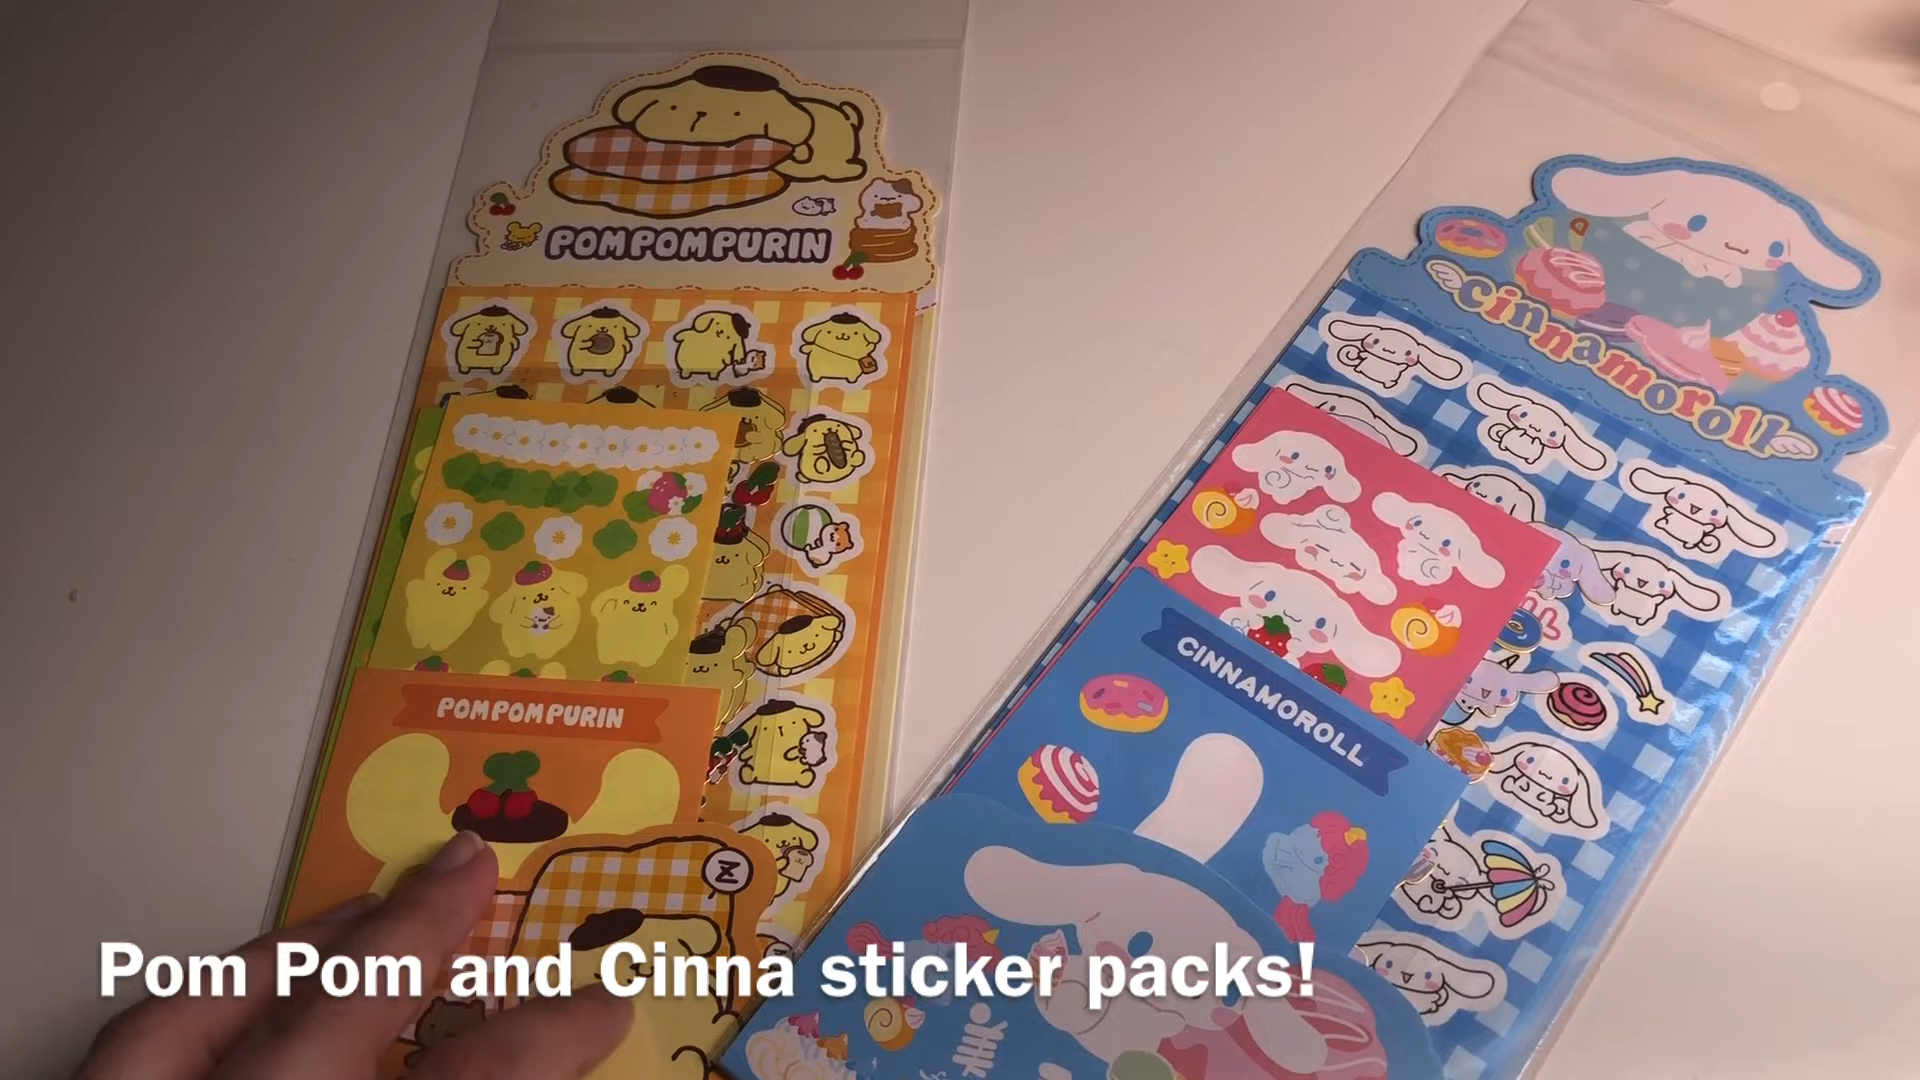 POMPOMPURIN
cinnamoroll
CINNAMOROLL
POMPOMPURIN
Z
Pom Pom and Cinna sticker packs!